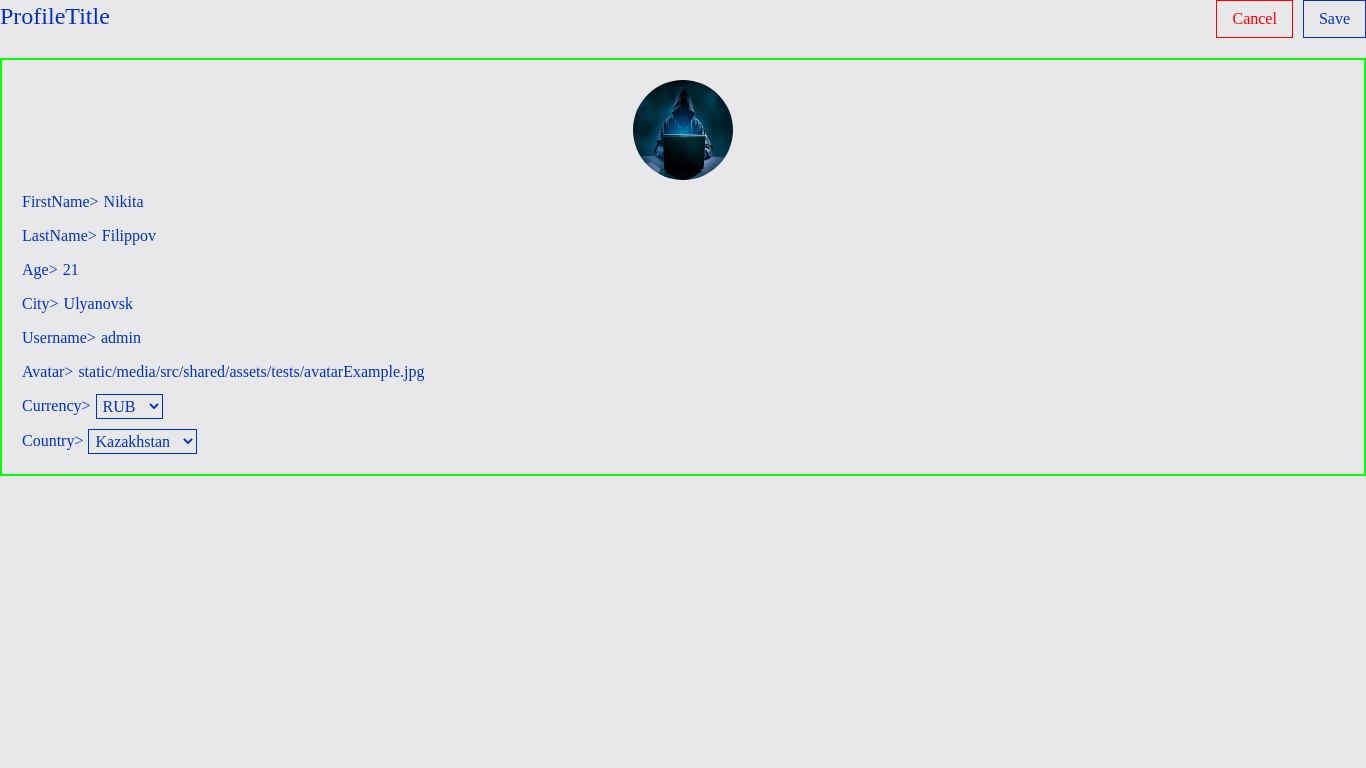 ProfileTitle
Cancel
Save
FirstName> Nikita
LastName> Filippov
Age> 21
City> Ulyanovsk
Username> admin
Avatar> static/media/src/shared/assets/tests/avatarExample.jpg
Currency> RUB
Country> Kazakhstan